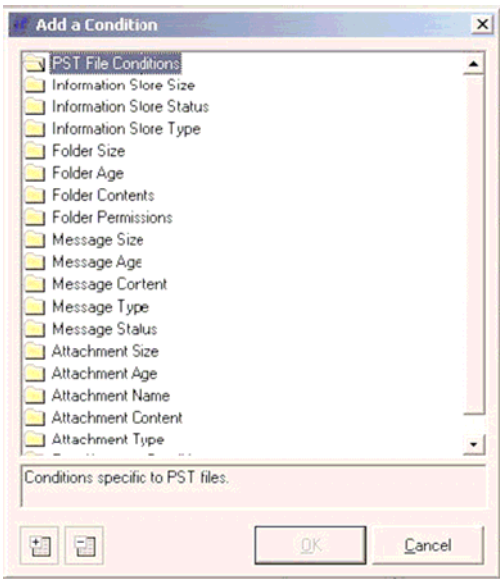 Add a Condition
PST File Conditions
Information Store Size
Information Store Status
Information Store Type
Folder Size
Folder Age
Folder Contents
Folder Permissions
Message Size
Message Age
Message Content
Message Type
Message Status
Attachment Size
Attachment Age
Attachment Name
Attachment Content
Attachment Type
Conditions specific to PST files.
OK
Cancel